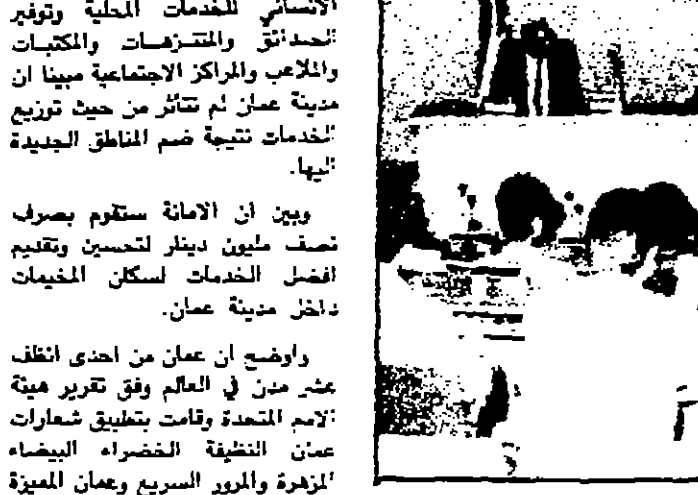 الانساني للخدمات المحلية وتوفير
الحدائق والمتنزهات والمكتبات
والملاعب والمراكز الاجتماعية مبينا ان
مدينة عمان لم تتأثر من حيث توزيع
الخدمات نتيجة ضم المناطق الجديدة
اليها.
وبين ان الامانة ستقوم بصرف
نصف مليون دينار لتحسين وتقديم
افضل الخدمات لسكان المخيمات
داخل مدينة عمان.
واوضح ان عمان من احدى انظف
عشر مدن في العالم وفق تقرير هيئة
الامم المتحدة وقامت بتطبيق شعارات
عمان النظيفة الخضراء البيضاء
المزهرة والمرور السريع وعمان المميزة